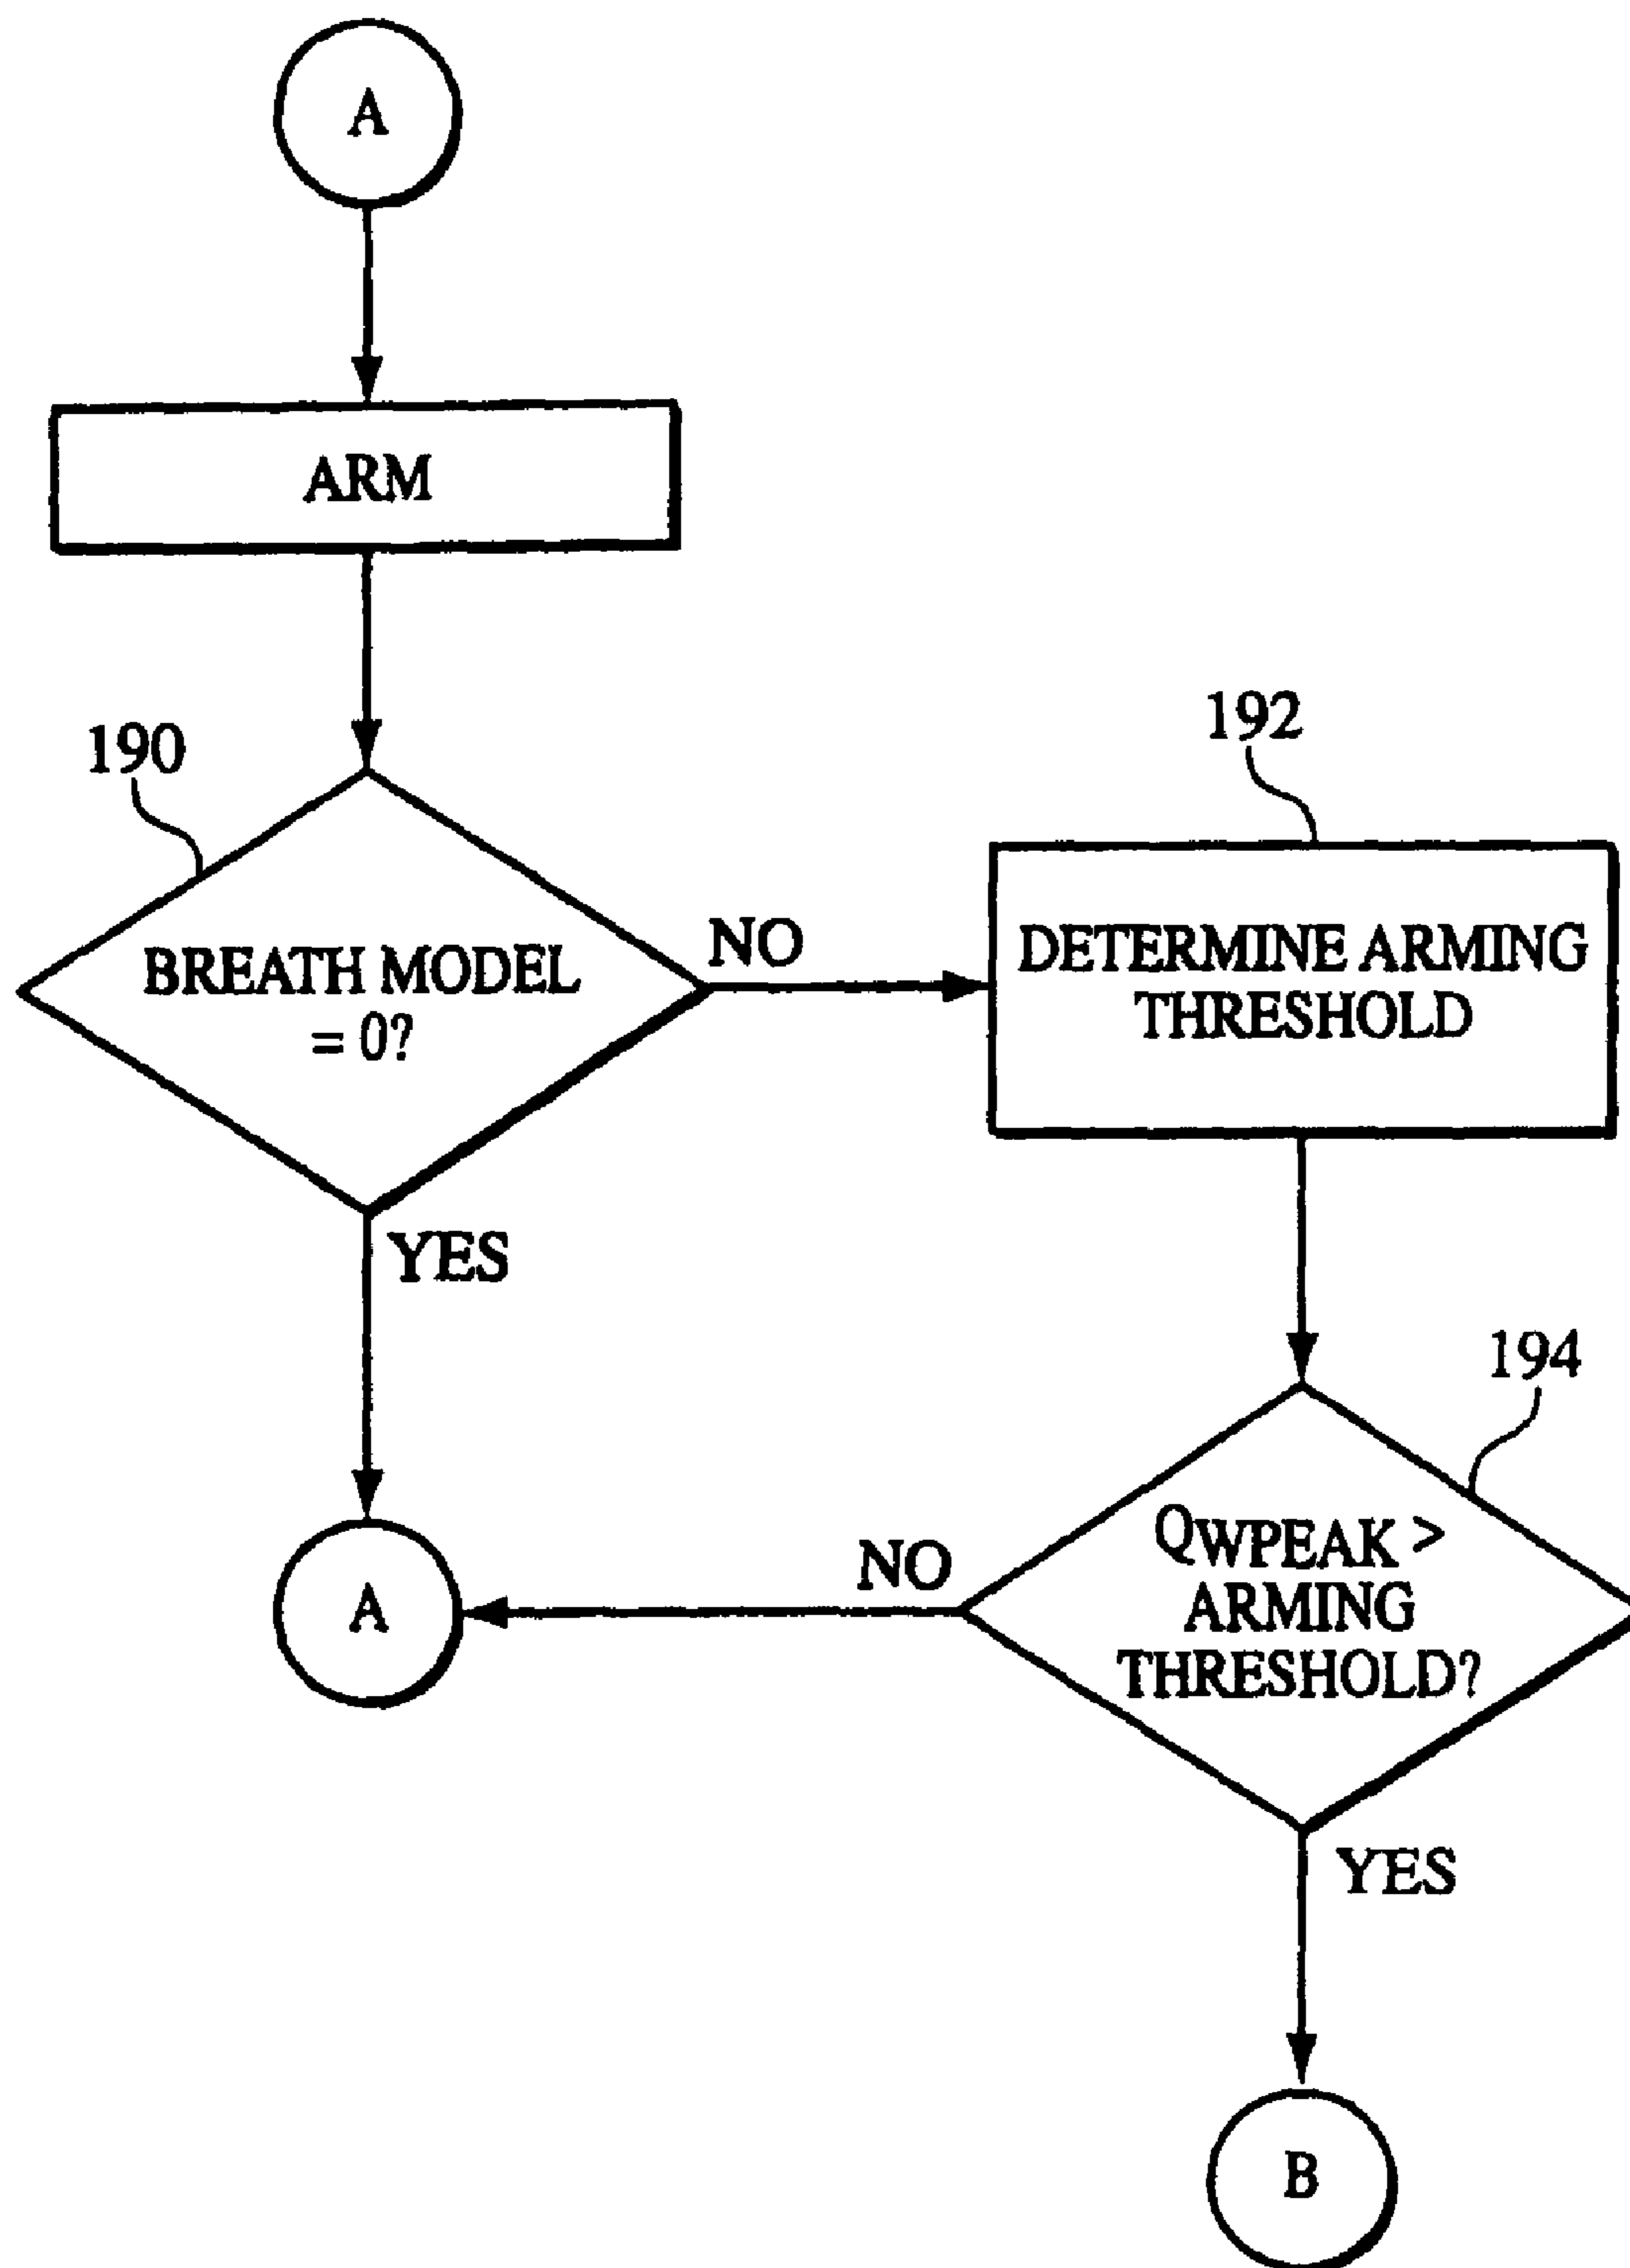 A
ARM
190
BREATH MODEL
= 0?
NO
YES
192
DETERMINE ARMING
THRESHOLD
194
QWPEAK >
ARMING
THRESHOLD?
NO
A
YES
B